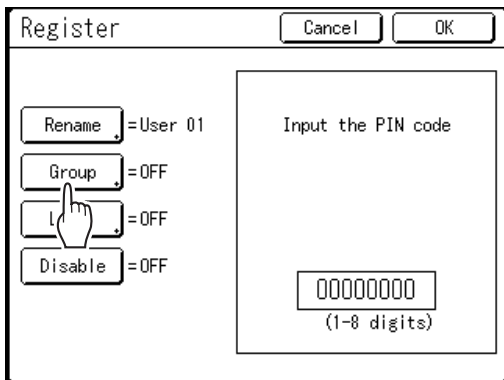 Register
Cancel
OK
Rename
=User 01
Group
=OFF
=OFF
Disable
=OFF
Input the PIN code
00000000
(1-8 digits)